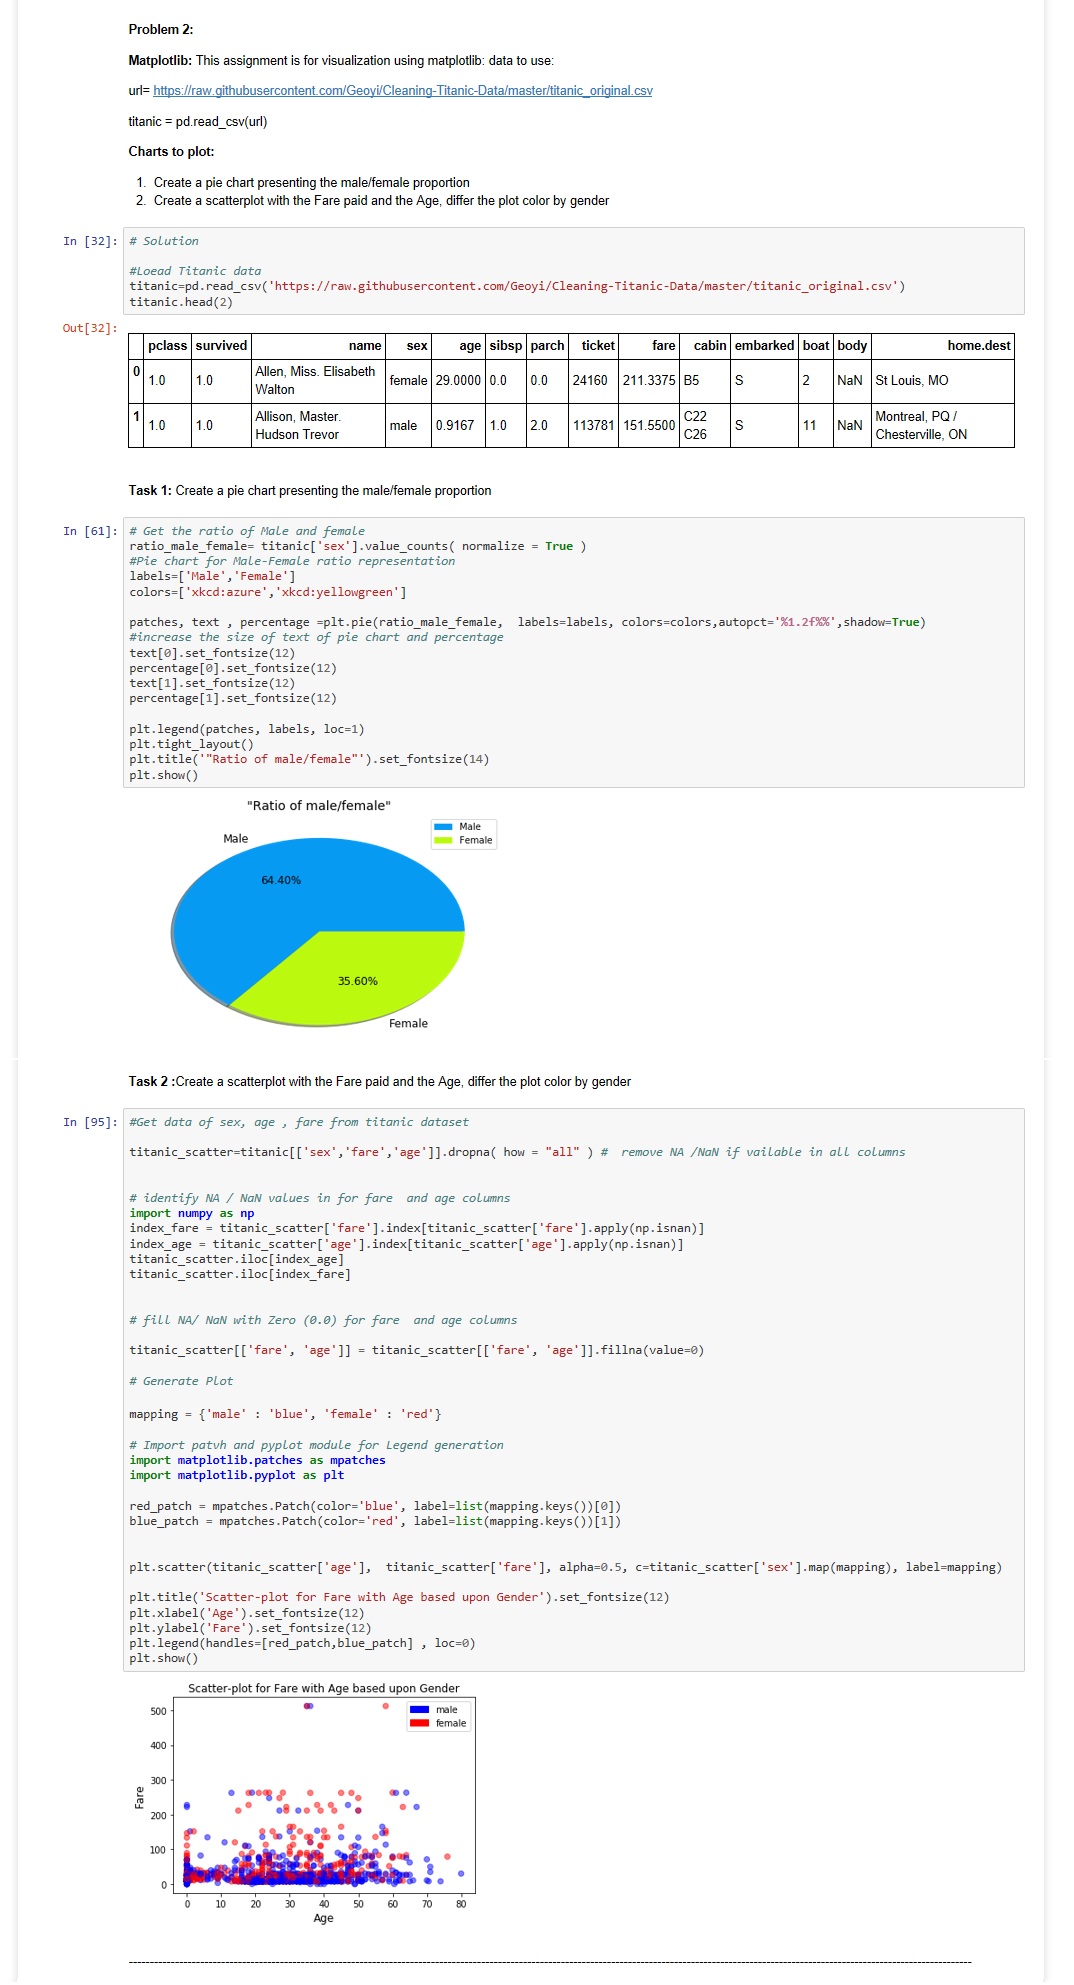 Problem 2:
Matplotlib: This assignment is for visualization using matplotlib: data to use:
url= https://raw.githubusercontent.com/Geoyi/Cleaning-Titanic-Data/master/titanic_original.csv
titanic = pd.read_csv(url)
Charts to plot:
1. Create a pie chart presenting the male/female proportion
2. Create a scatterplot with the Fare paid and the Age, differ the plot color by gender
In [32]: # Solution
#Loead Titanic data
titanic=pd.read_csv('https://raw.githubusercontent.com/Geoyi/Cleaning-Titanic-Data/master/titanic_original.csv')
titanic.head(2)
Out[32]:
pclass survived name sex age sibsp parch ticket fare cabin embarked boat body home.dest
0 1.0 1.0 Allen, Miss. Elisabeth Walton female 29.0000 0.0 0.0 24160 211.3375 B5 S 2 NaN St Louis, MO
1 1.0 1.0 Allison, Master. Hudson Trevor male 0.9167 1.0 2.0 113781 151.5500 C22 C26 S 11 NaN Montreal, PQ / Chesterville, ON
Task 1: Create a pie chart presenting the male/female proportion
In [61]: # Get the ratio of Male and female
ratio_male_female= titanic['sex'].value_counts( normalize = True )
#Pie chart for Male-Female ratio representation
labels=['Male','Female']
colors=['xkcd:azure','xkcd:yellowgreen']
patches, text , percentage =plt.pie(ratio_male_female,  labels=labels, colors=colors,autopct='%1.2f%%',shadow=True)
#increase the size of text of pie chart and percentage
text[0].set_fontsize(12)
percentage[0].set_fontsize(12)
text[1].set_fontsize(12)
percentage[1].set_fontsize(12)
plt.legend(patches, labels, loc=1)
plt.tight_layout()
plt.title('"Ratio of male/female"').set_fontsize(14)
plt.show()
"Ratio of male/female"
Male
Female
Male
64.40%
35.60%
Female
Task 2 :Create a scatterplot with the Fare paid and the Age, differ the plot color by gender
In [95]: #Get data of sex, age , fare from titanic dataset
titanic_scatter=titanic[['sex','fare','age']].dropna( how = "all" ) #  remove NA /NaN if vailable in all columns
# identify NA / NaN values in for fare  and age columns
import numpy as np
index_fare = titanic_scatter['fare'].index[titanic_scatter['fare'].apply(np.isnan)]
index_age = titanic_scatter['age'].index[titanic_scatter['age'].apply(np.isnan)]
titanic_scatter.iloc[index_age]
titanic_scatter.iloc[index_fare]
# fill NA/ NaN with Zero (0.0) for fare  and age columns
titanic_scatter[['fare', 'age']] = titanic_scatter[['fare', 'age']].fillna(value=0)
# Generate Plot
mapping = {'male' : 'blue', 'female' : 'red'}
# Import patvh and pyplot module for Legend generation
import matplotlib.patches as mpatches
import matplotlib.pyplot as plt
red_patch = mpatches.Patch(color='blue', label=list(mapping.keys())[0])
blue_patch = mpatches.Patch(color='red', label=list(mapping.keys())[1])
plt.scatter(titanic_scatter['age'],  titanic_scatter['fare'], alpha=0.5, c=titanic_scatter['sex'].map(mapping), label=mapping)
plt.title('Scatter-plot for Fare with Age based upon Gender').set_fontsize(12)
plt.xlabel('Age').set_fontsize(12)
plt.ylabel('Fare').set_fontsize(12)
plt.legend(handles=[red_patch,blue_patch] , loc=0)
plt.show()
Scatter-plot for Fare with Age based upon Gender
male
female
500
400
300
200
100
0
Fare
0 10 20 30 40 50 60 70 80
Age